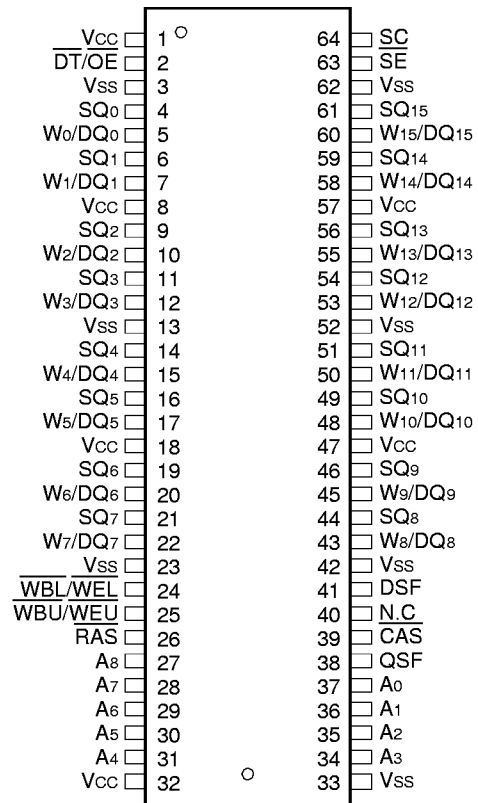 VCC 1 64 SC
DT/OE 2 63 SE
VSS 3 62 VSS
SQ0 4 61 SQ15
W0/DQ0 5 60 W15/DQ15
SQ1 6 59 SQ14
W1/DQ1 7 58 W14/DQ14
VCC 8 57 VCC
SQ2 9 56 SQ13
W2/DQ2 10 55 W13/DQ13
SQ3 11 54 SQ12
W3/DQ3 12 53 W12/DQ12
VSS 13 52 VSS
SQ4 14 51 SQ11
W4/DQ4 15 50 W11/DQ11
SQ5 16 49 SQ10
W5/DQ5 17 48 W10/DQ10
VCC 18 47 VCC
SQ6 19 46 SQ9
W6/DQ6 20 45 W9/DQ9
SQ7 21 44 SQ8
W7/DQ7 22 43 W8/DQ8
VSS 23 42 VSS
WBL/WEL 24 41 DSF
WBU/WEU 25 40 N.C
RAS 26 39 CAS
A8 27 38 QSF
A7 28 37 A0
A6 29 36 A1
A5 30 35 A2
A4 31 34 A3
VCC 32 33 VSS